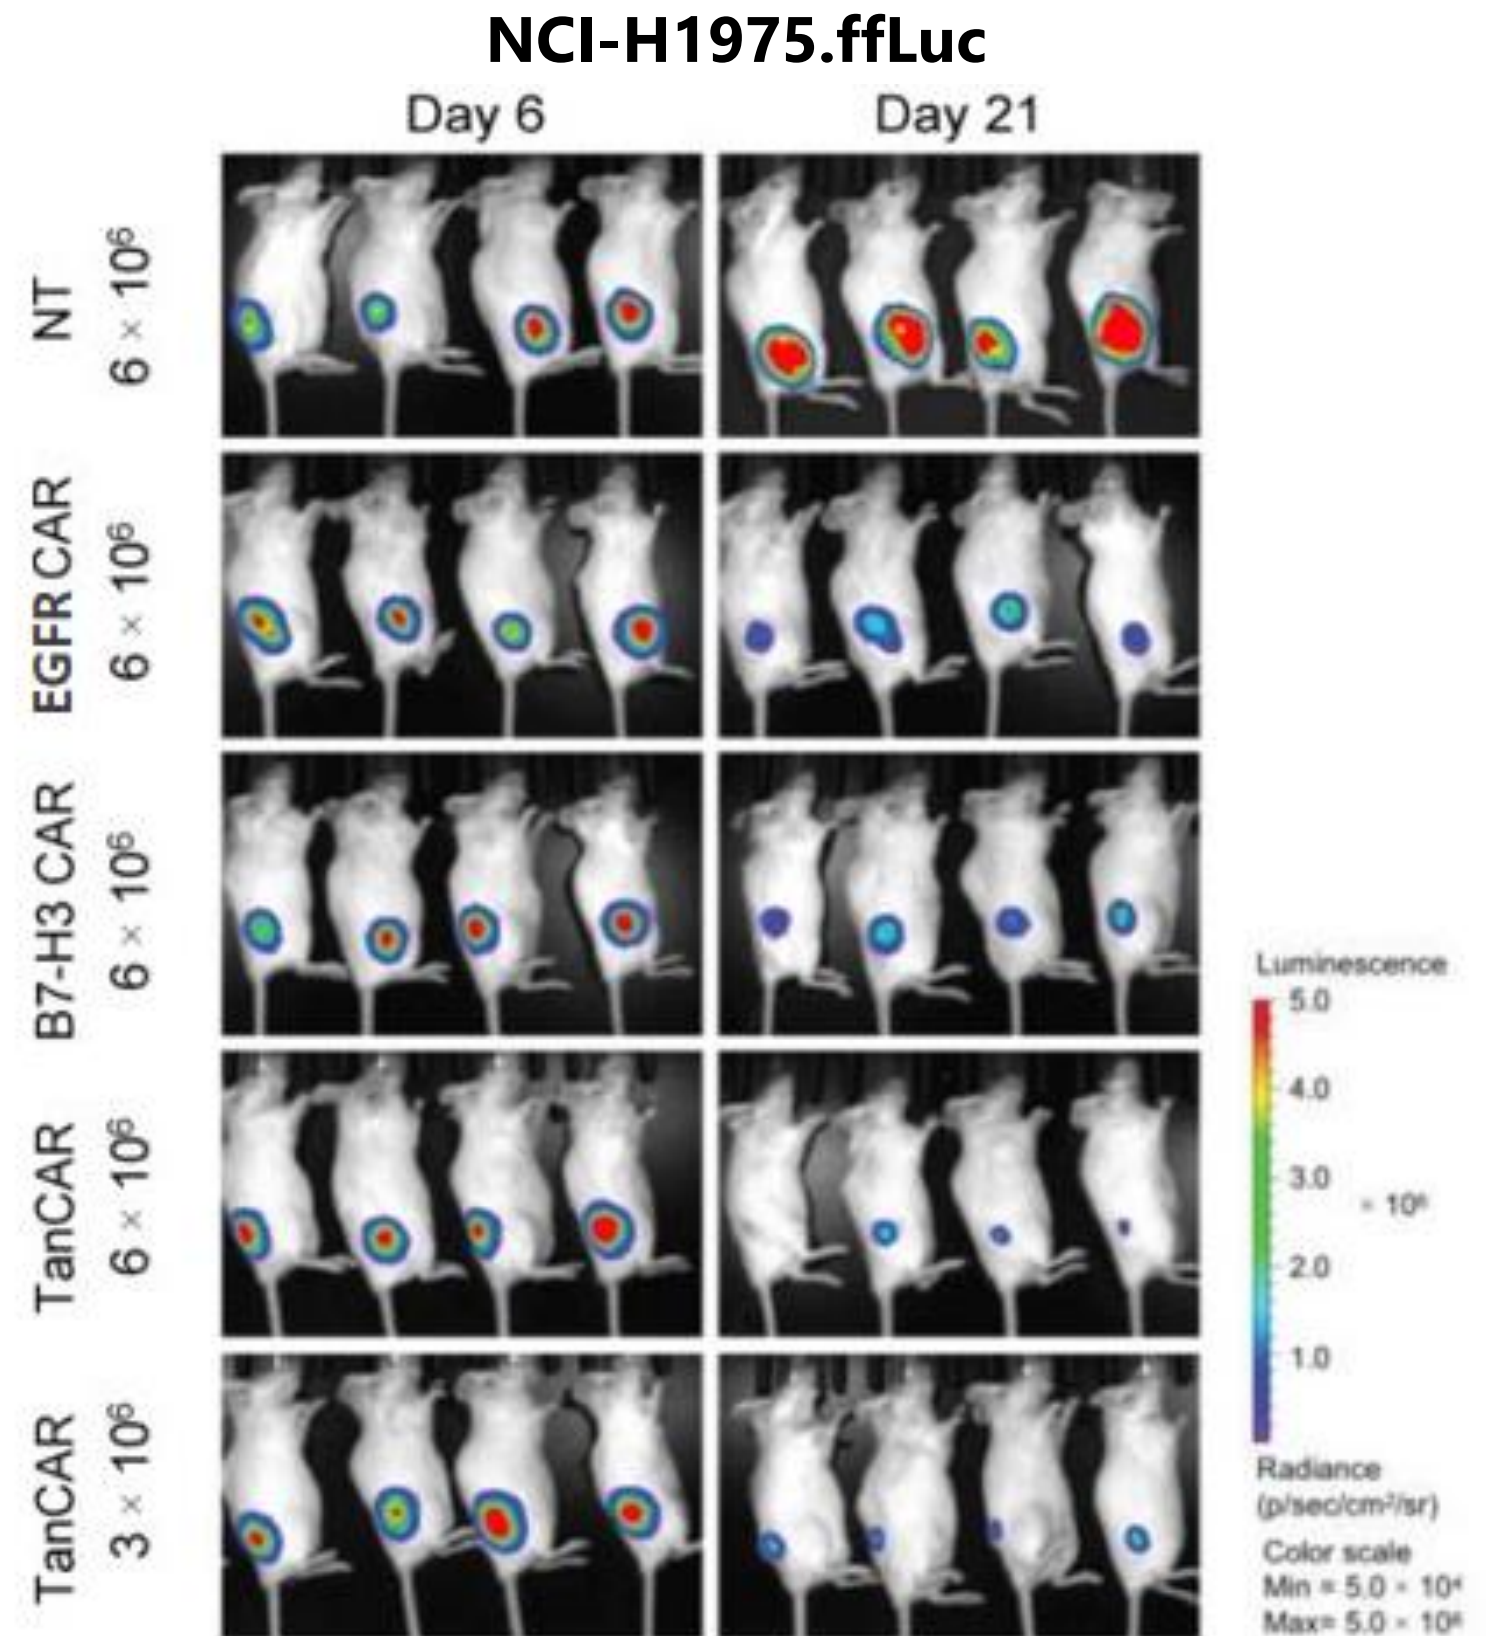 NCI-H1975.ffLuc
Day 6
Day 21
NT
6 × 10⁶
EGFR CAR
6 × 10⁶
B7-H3 CAR
6 × 10⁶
TanCAR
6 × 10⁶
TanCAR
3 × 10⁶
Luminescence
5.0
4.0
3.0
× 10⁶
2.0
1.0
Radiance
(p/sec/cm²/sr)
Color scale
Min = 5.0 × 10⁴
Max= 5.0 × 10⁶